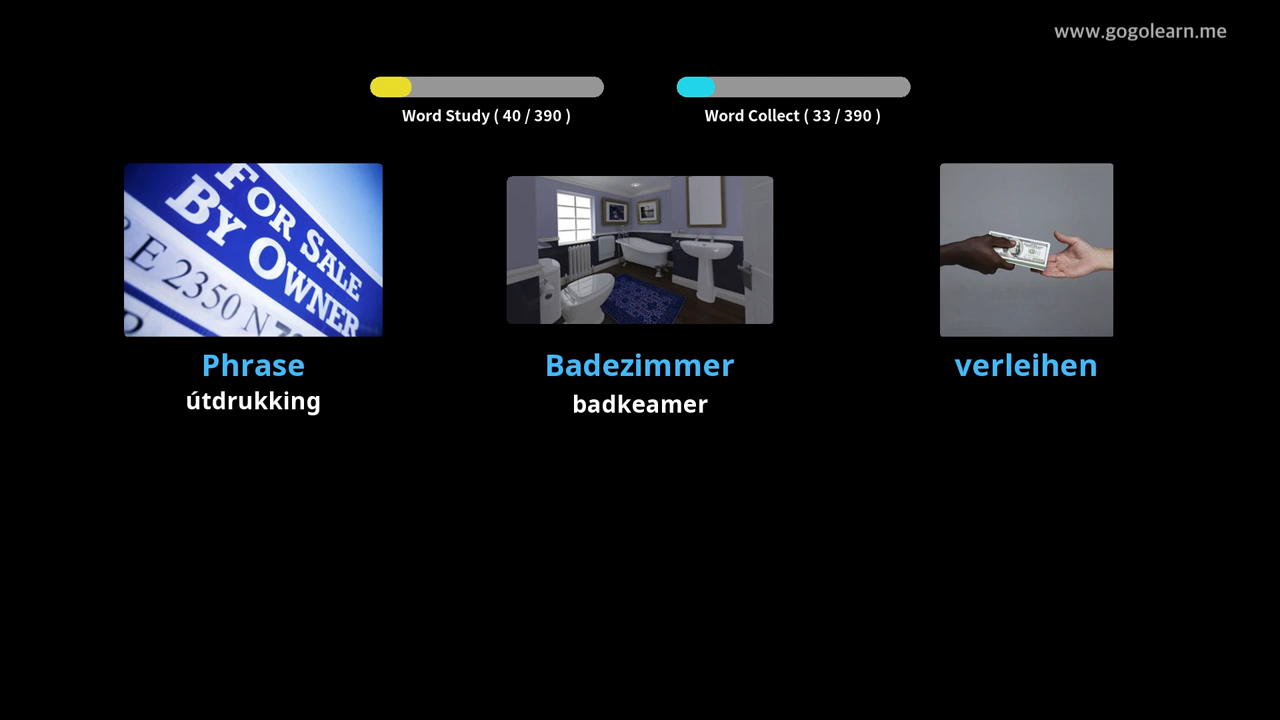 www.gogolearn.me
Word Study ( 40 / 390 )
Word Collect ( 33 / 390 )
FOR SALE
BY OWNER
E 2350 N
Phrase
útdrukking
Badezimmer
badkeamer
verleihen